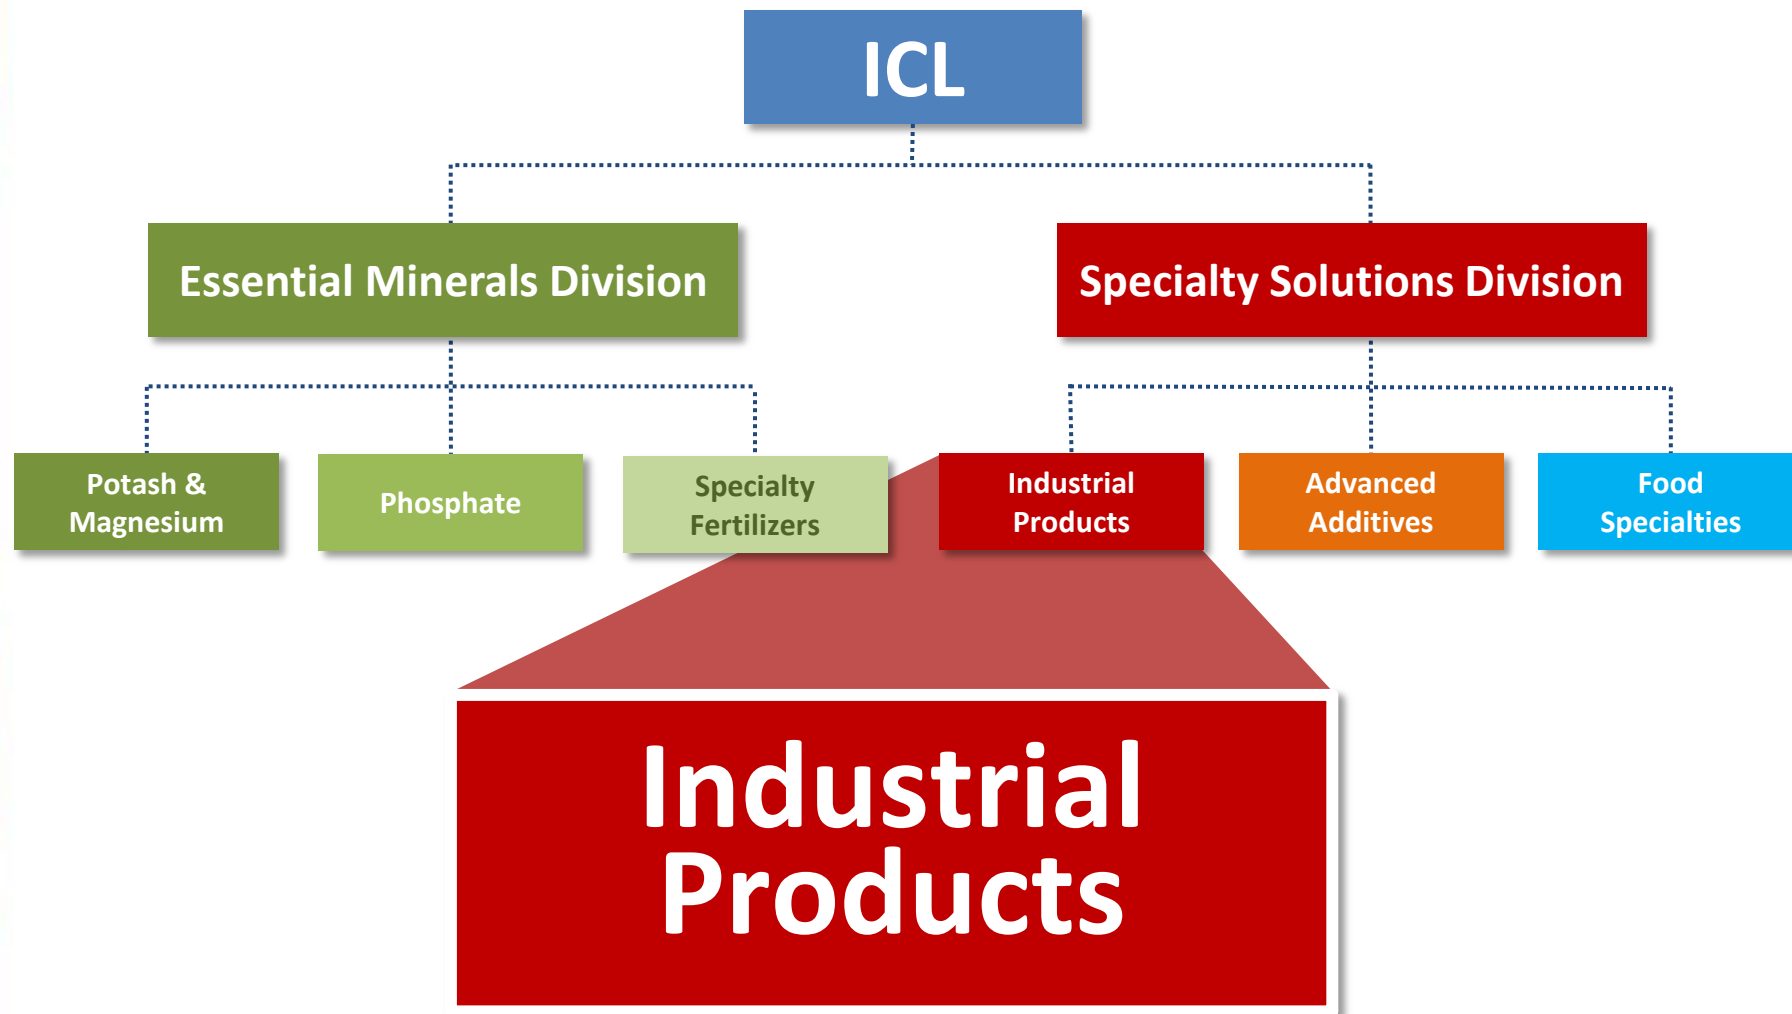 ICL
Essential Minerals Division
Specialty Solutions Division
Potash &
Magnesium
Phosphate
Specialty
Fertilizers
Industrial
Products
Advanced
Additives
Food
Specialties
Industrial
Products